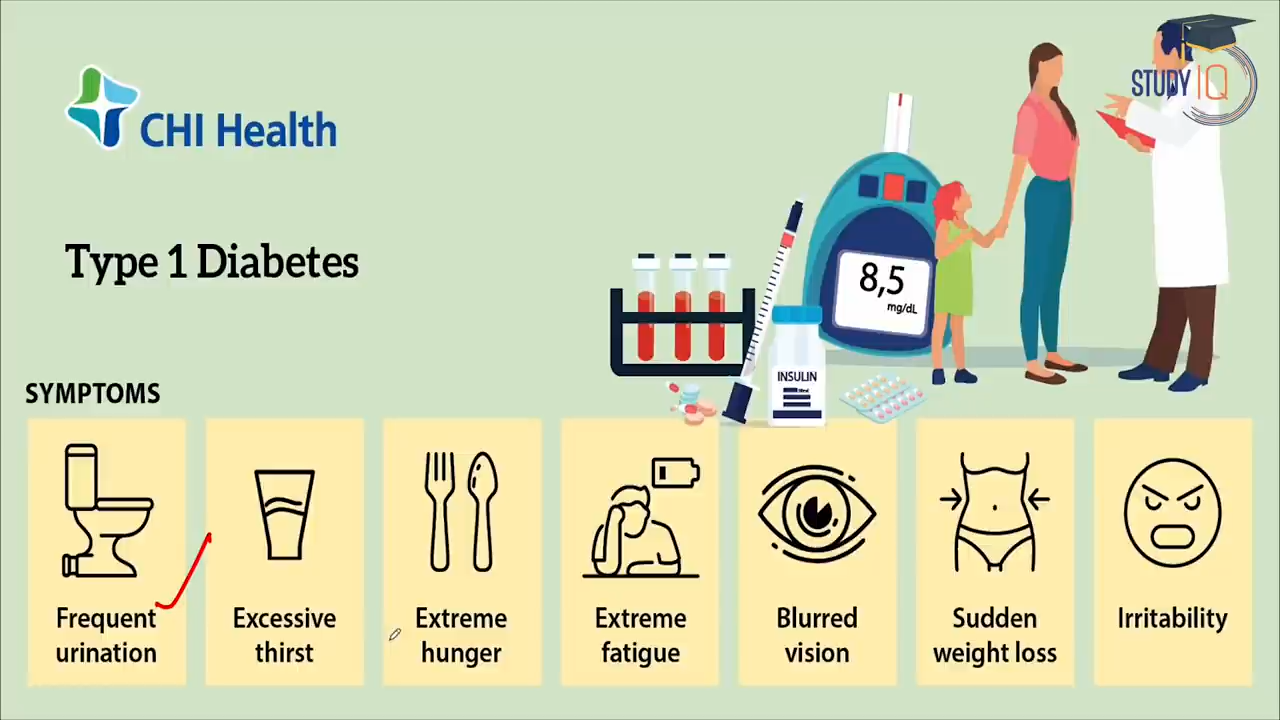 STUDY IQ
CHI Health
Type 1 Diabetes
8,5
mg/dL
INSULIN
SYMPTOMS
Frequent
urination
Excessive
thirst
Extreme
hunger
Extreme
fatigue
Blurred
vision
Sudden
weight loss
Irritability